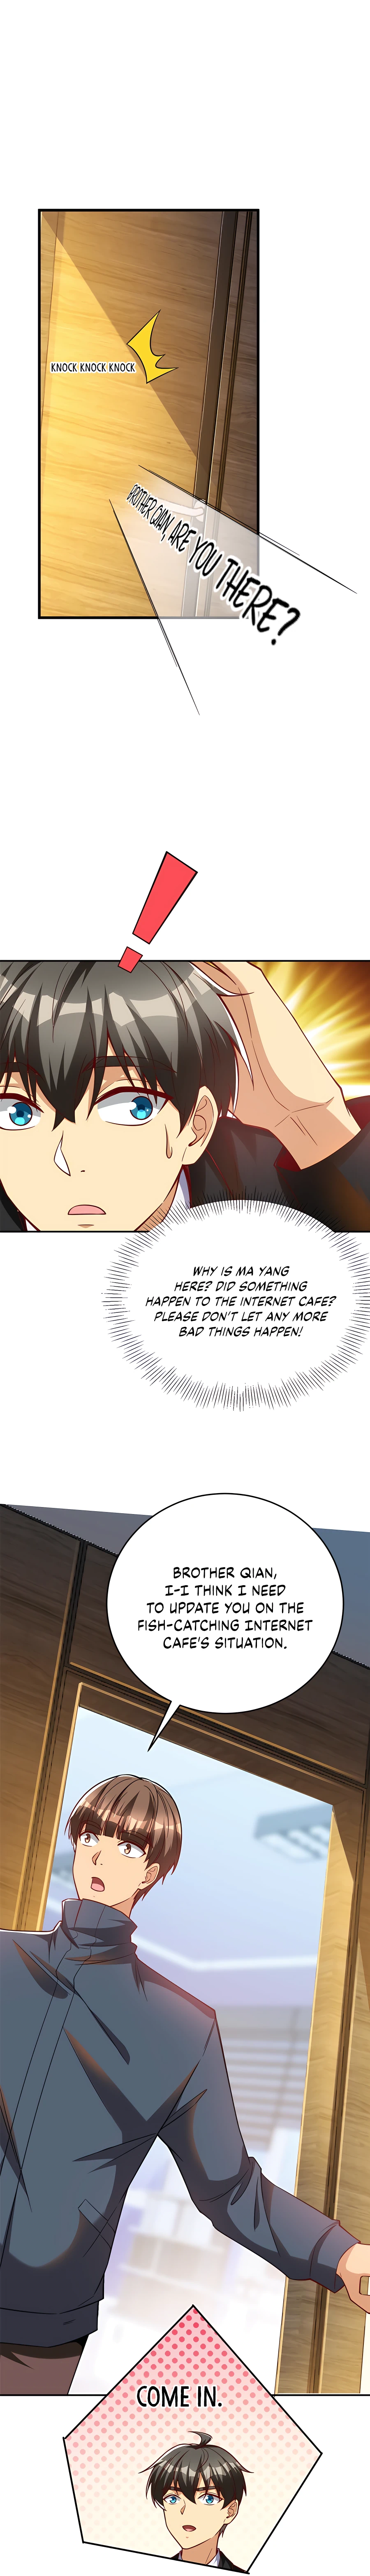 KNOCK KNOCK KNOCK
BROTHER QIAN, ARE YOU THERE?
WHY IS MA YANG
HERE? DID SOMETHING
HAPPEN TO THE INTERNET CAFE?
PLEASE DON'T LET ANY MORE
BAD THINGS HAPPEN!
BROTHER QIAN,
I-I THINK I NEED
TO UPDATE YOU ON THE
FISH-CATCHING INTERNET
CAFE'S SITUATION.
COME IN.